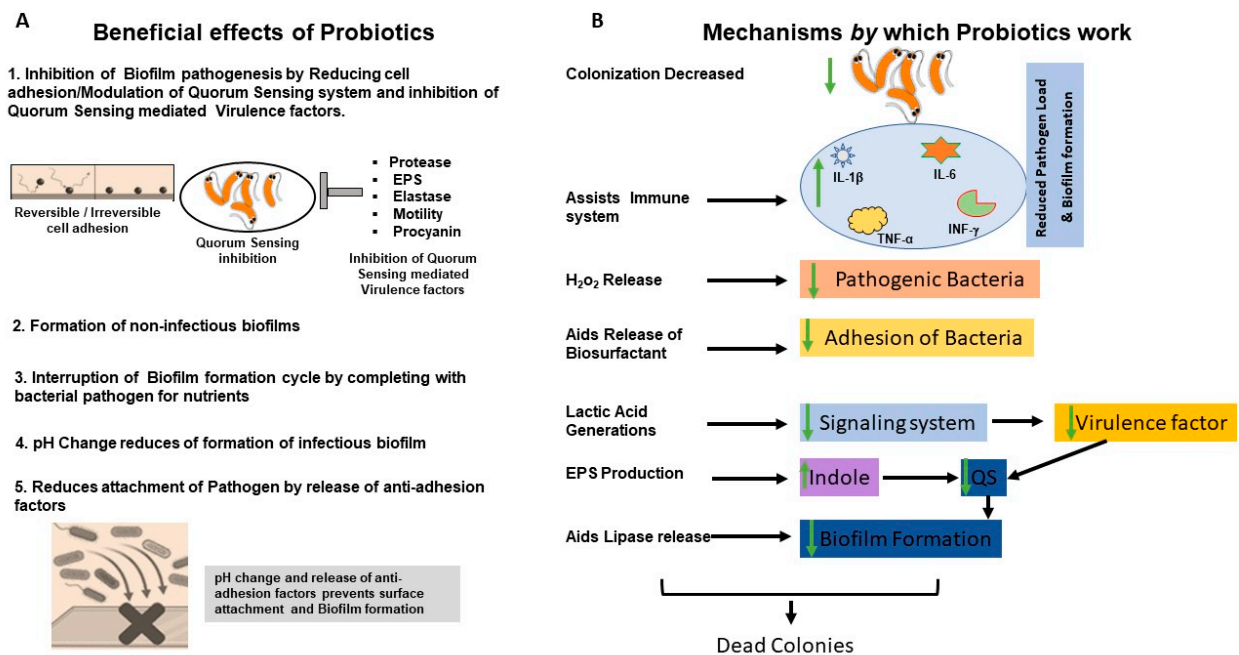 A
Beneficial effects of Probiotics
1. Inhibition of Biofilm pathogenesis by Reducing cell
adhesion/Modulation of Quorum Sensing system and inhibition of
Quorum Sensing mediated Virulence factors.
Reversible / Irreversible
cell adhesion
Quorum Sensing
inhibition
▪ Protease
▪ EPS
▪ Elastase
▪ Motility
▪ Procyanin
Inhibition of Quorum
Sensing mediated
Virulence factors
2. Formation of non-infectious biofilms
3. Interruption of Biofilm formation cycle by completing with
bacterial pathogen for nutrients
4. pH Change reduces of formation of infectious biofilm
5. Reduces attachment of Pathogen by release of anti-adhesion
factors
pH change and release of anti-
adhesion factors prevents surface
attachment and Biofilm formation
B
Mechanisms by which Probiotics work
Colonization Decreased
Assists Immune
system
IL-1β
IL-6
TNF-α
INF-γ
Reduced Pathogen Load
& Biofilm formation
H₂o₂ Release
Pathogenic Bacteria
Aids Release of
Biosurfactant
Adhesion of Bacteria
Lactic Acid
Generations
Signaling system
Virulence factor
EPS Production
Indole
QS
Aids Lipase release
Biofilm Formation
Dead Colonies